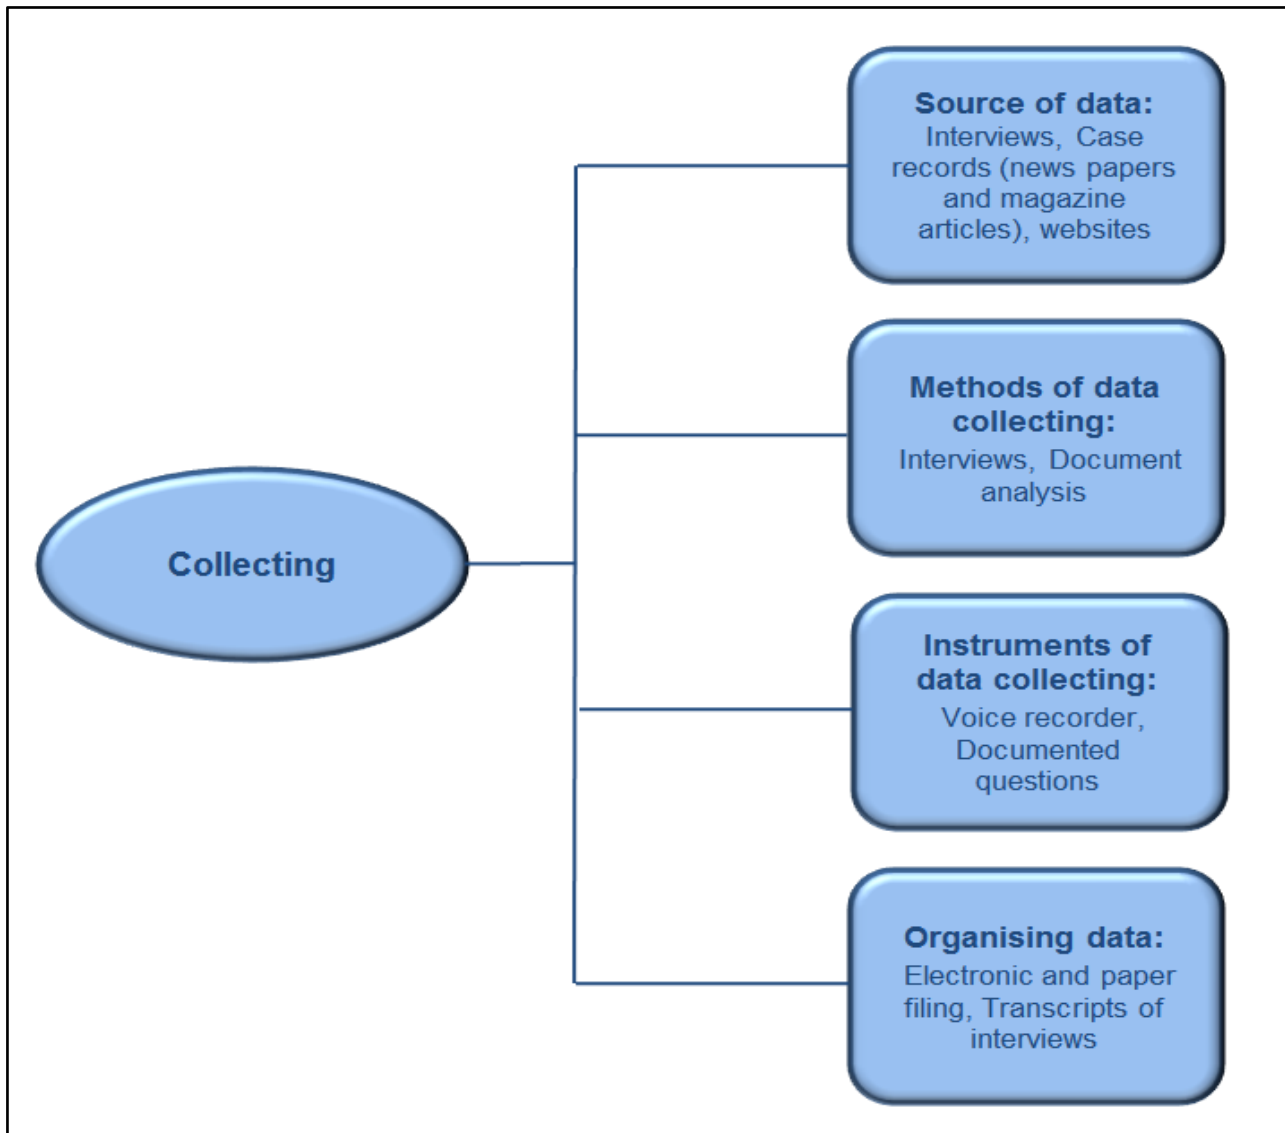 Source of data:
Interviews, Case
records (news papers
and magazine
articles), websites
Methods of data
collecting:
Interviews, Document
analysis
Collecting
Instruments of
data collecting:
Voice recorder,
Documented
questions
Organising data:
Electronic and paper
filing, Transcripts of
interviews